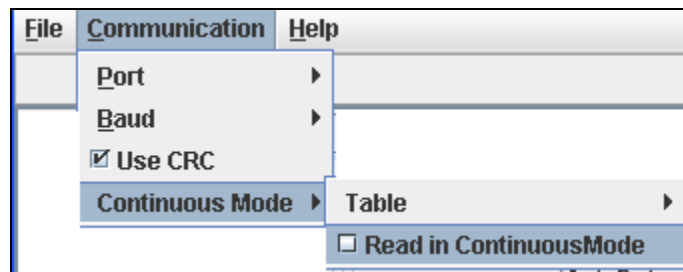 File Communication Help
Port
Baud
Use CRC
Continuous Mode
Table
Read in ContinuousMode